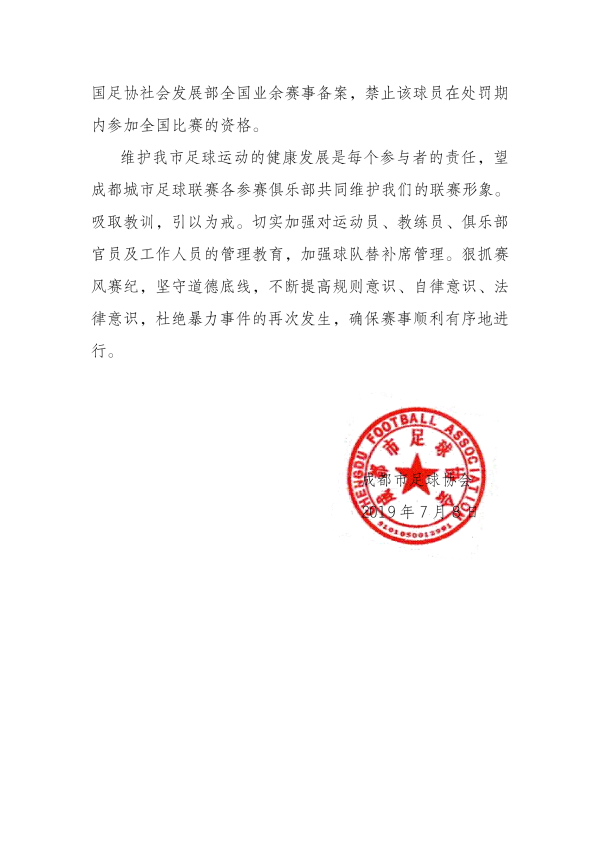 国足协社会发展部全国业余赛事备案，禁止该球员在处罚期
内参加全国比赛的资格。
维护我市足球运动的健康发展是每个参与者的责任，望
成都城市足球联赛各参赛俱乐部共同维护我们的联赛形象。
吸取教训，引以为戒。切实加强对运动员、教练员、俱乐部
官员及工作人员的管理教育，加强球队替补席管理。狠抓赛
风赛纪，坚守道德底线，不断提高规则意识、自律意识、法
律意识，杜绝暴力事件的再次发生，确保赛事顺利有序地进
行。
CHENGDU FOOTBALL ASSOCIATION
成都市足球协会
成都市足球协会
2019年7月8日
5101050012991